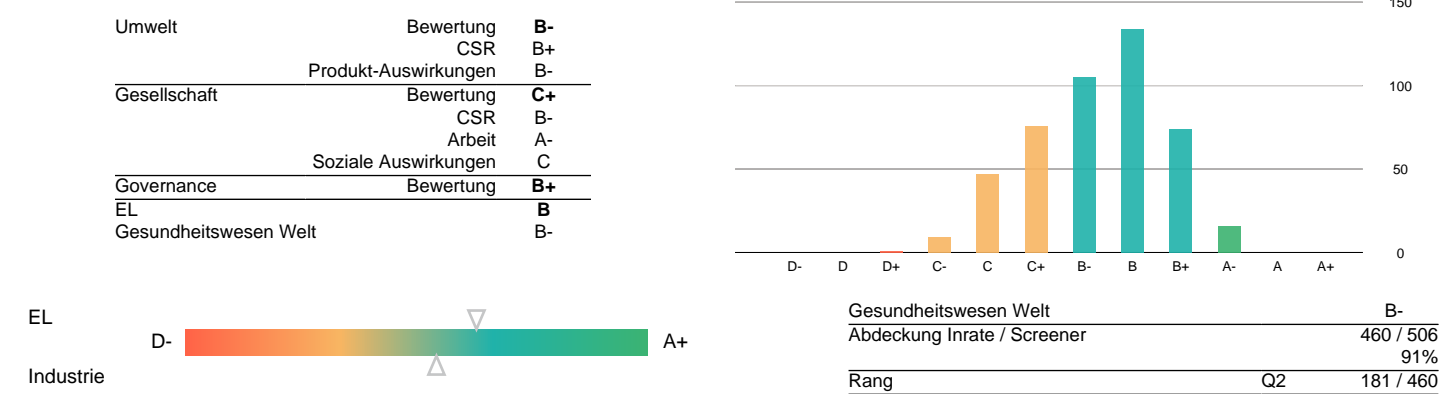 Umwelt Bewertung B-
CSR B+
Produkt-Auswirkungen B-
Gesellschaft Bewertung C+
CSR B-
Arbeit A-
Soziale Auswirkungen C
Governance Bewertung B+
EL B
Gesundheitswesen Welt B-
150
100
50
0
D- D D+ C- C C+ B- B B+ A- A A+
EL
D- A+
Industrie
Gesundheitswesen Welt B-
Abdeckung Inrate / Screener 460 / 506
91%
Rang Q2 181 / 460